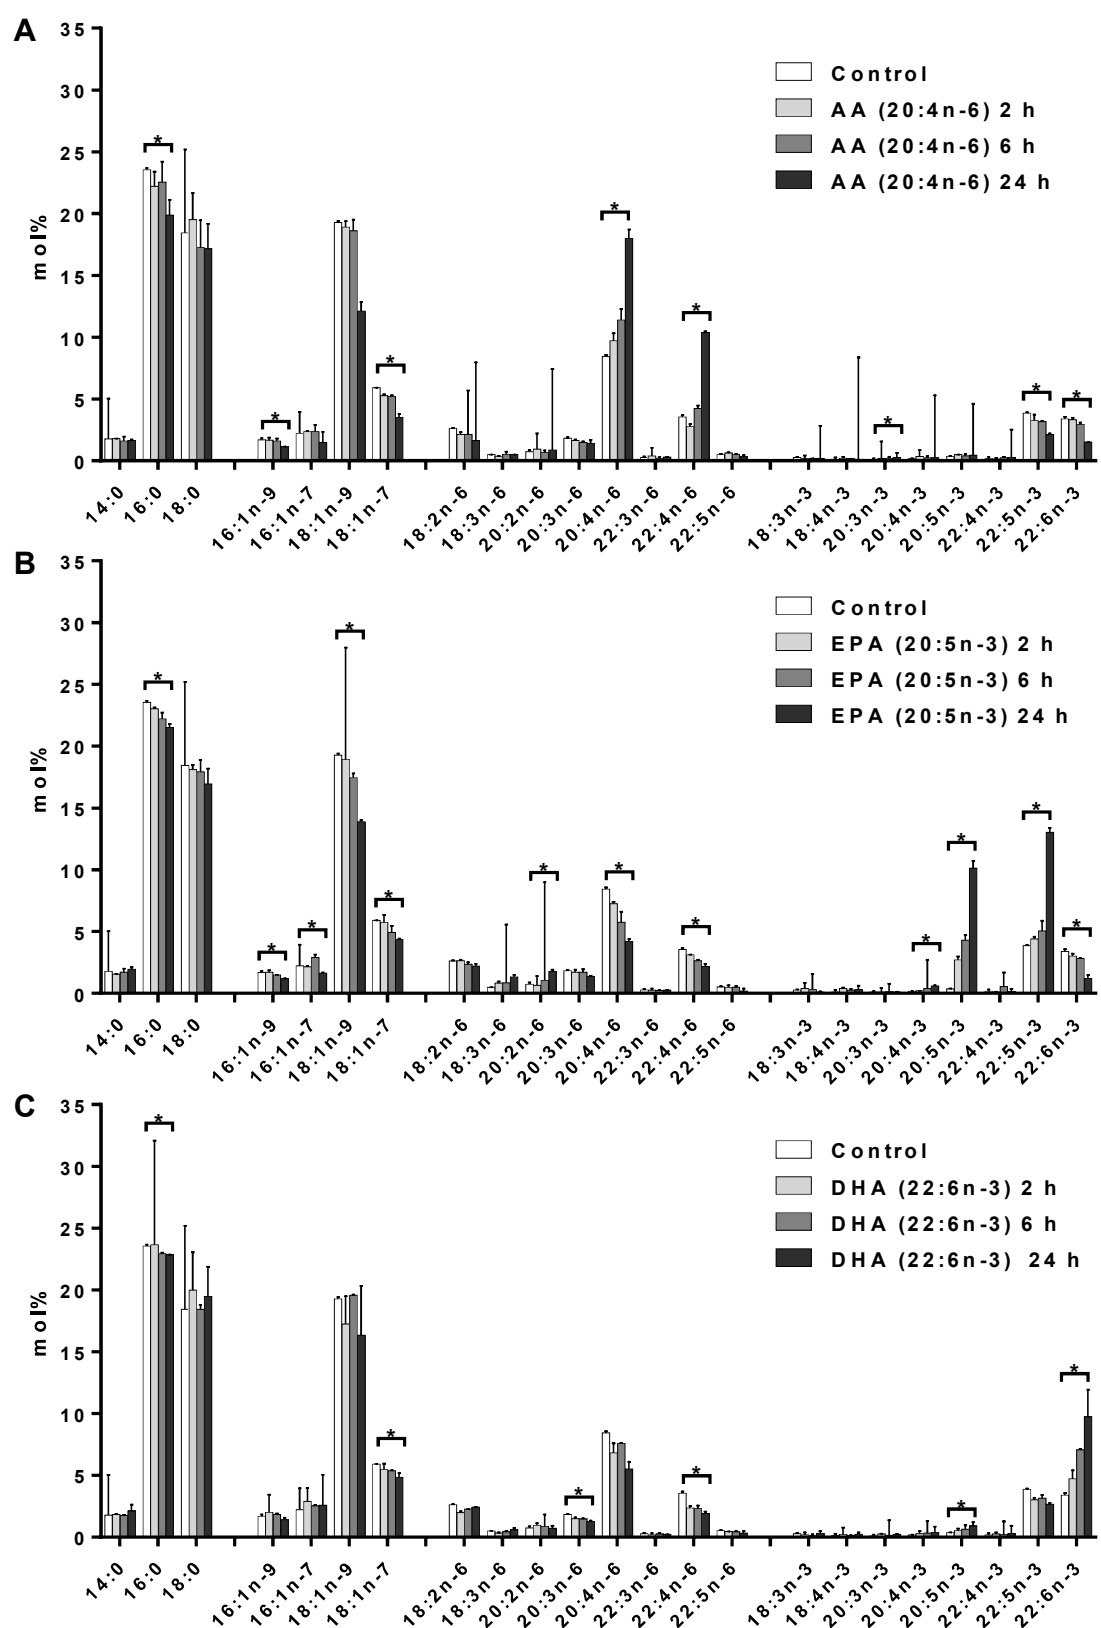 A
35
30
25
20
15
10
5
0
mol%
Control
AA (20:4n-6) 2 h
AA (20:4n-6) 6 h
AA (20:4n-6) 24 h
* * * * * * * *
14:0 16:0 18:0 16:1n-9 16:1n-7 18:1n-9 18:1n-7 18:2n-6 18:3n-6 20:2n-6 20:3n-6 20:4n-6 22:3n-6 22:4n-6 22:5n-6 18:3n-3 18:4n-3 20:3n-3 20:4n-3 20:5n-3 22:4n-3 22:5n-3 22:6n-3
B
35
30
25
20
15
10
5
0
mol%
Control
EPA (20:5n-3) 2 h
EPA (20:5n-3) 6 h
EPA (20:5n-3) 24 h
* * * * * * * * * * * *
14:0 16:0 18:0 16:1n-9 16:1n-7 18:1n-9 18:1n-7 18:2n-6 18:3n-6 20:2n-6 20:3n-6 20:4n-6 22:3n-6 22:4n-6 22:5n-6 18:3n-3 18:4n-3 20:3n-3 20:4n-3 20:5n-3 22:4n-3 22:5n-3 22:6n-3
C
35
30
25
20
15
10
5
0
mol%
Control
DHA (22:6n-3) 2 h
DHA (22:6n-3) 6 h
DHA (22:6n-3) 24 h
* * * * * *
14:0 16:0 18:0 16:1n-9 16:1n-7 18:1n-9 18:1n-7 18:2n-6 18:3n-6 20:2n-6 20:3n-6 20:4n-6 22:3n-6 22:4n-6 22:5n-6 18:3n-3 18:4n-3 20:3n-3 20:4n-3 20:5n-3 22:4n-3 22:5n-3 22:6n-3